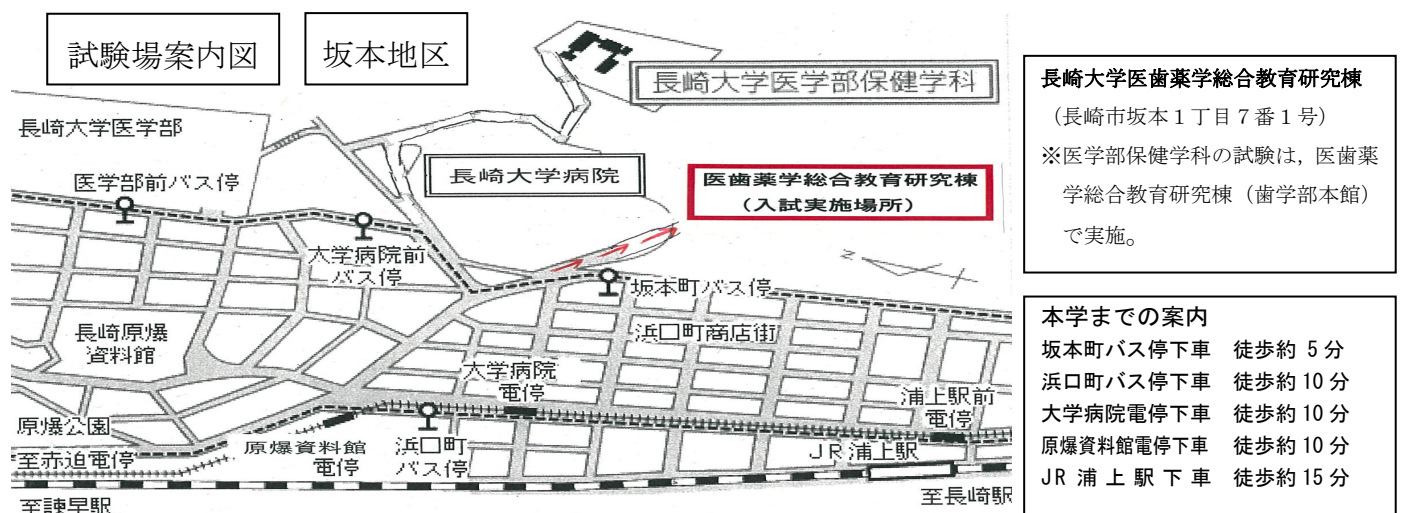 試験場案内図
坂本地区
長崎大学医学部保健学科
長崎大学医学部
長崎大学病院
医歯薬学総合教育研究棟
(入試実施場所)
医学部前バス停
大学病院前
バス停
坂本町バス停
N
長崎原爆
資料館
浜口町商店街
大学病院
電停
浦上駅前
電停
原爆公園
原爆資料館
電停
浜口町
バス停
JR浦上駅
至赤迫電停
至諫早駅
至長崎駅
長崎大学医歯薬学総合教育研究棟
(長崎市坂本1丁目7番1号)
※医学部保健学科の試験は,医歯薬
学総合教育研究棟(歯学部本館)
で実施。
本学までの案内
坂本町バス停下車 徒歩約 5分
浜口町バス停下車 徒歩約10分
大学病院電停下車 徒歩約10分
原爆資料館電停下車 徒歩約10分
JR浦上駅下車 徒歩約15分